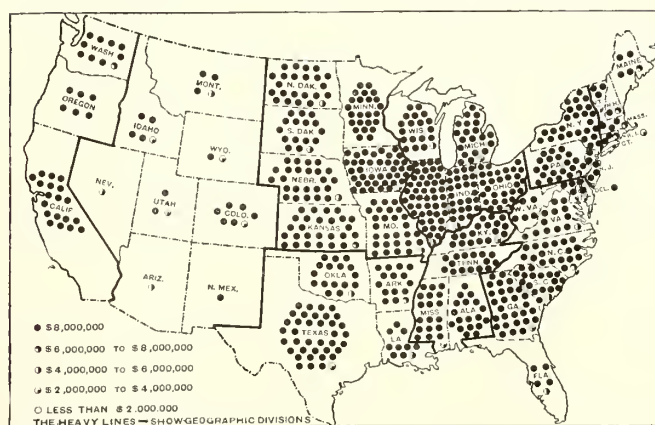 WASH.
MAINE
MONT.
N. DAK.
MINN.
OREGON
IDAHO
S. DAK.
WIS.
MICH.
N.Y.
N.H.
MASS.
R.I.
CT.
WYO.
NEBR.
IOWA
PA.
N.J.
NEV.
UTAH
COLO.
KANSAS
MO.
IND.
OHIO
W. VA.
VA.
DEL.
CALIF.
KY.
ARIZ.
N. MEX.
OKLA.
ARK.
TENN.
N.C.
S.C.
TEXAS
LA.
MISS.
ALA.
GA.
FLA.
$8,000,000
$6,000,000 TO $8,000,000
$4,000,000 TO $6,000,000
$2,000,000 TO $4,000,000
LESS THAN $2.000.000
THE HEAVY LINES — SHOW GEOGRAPHIC DIVISIONS